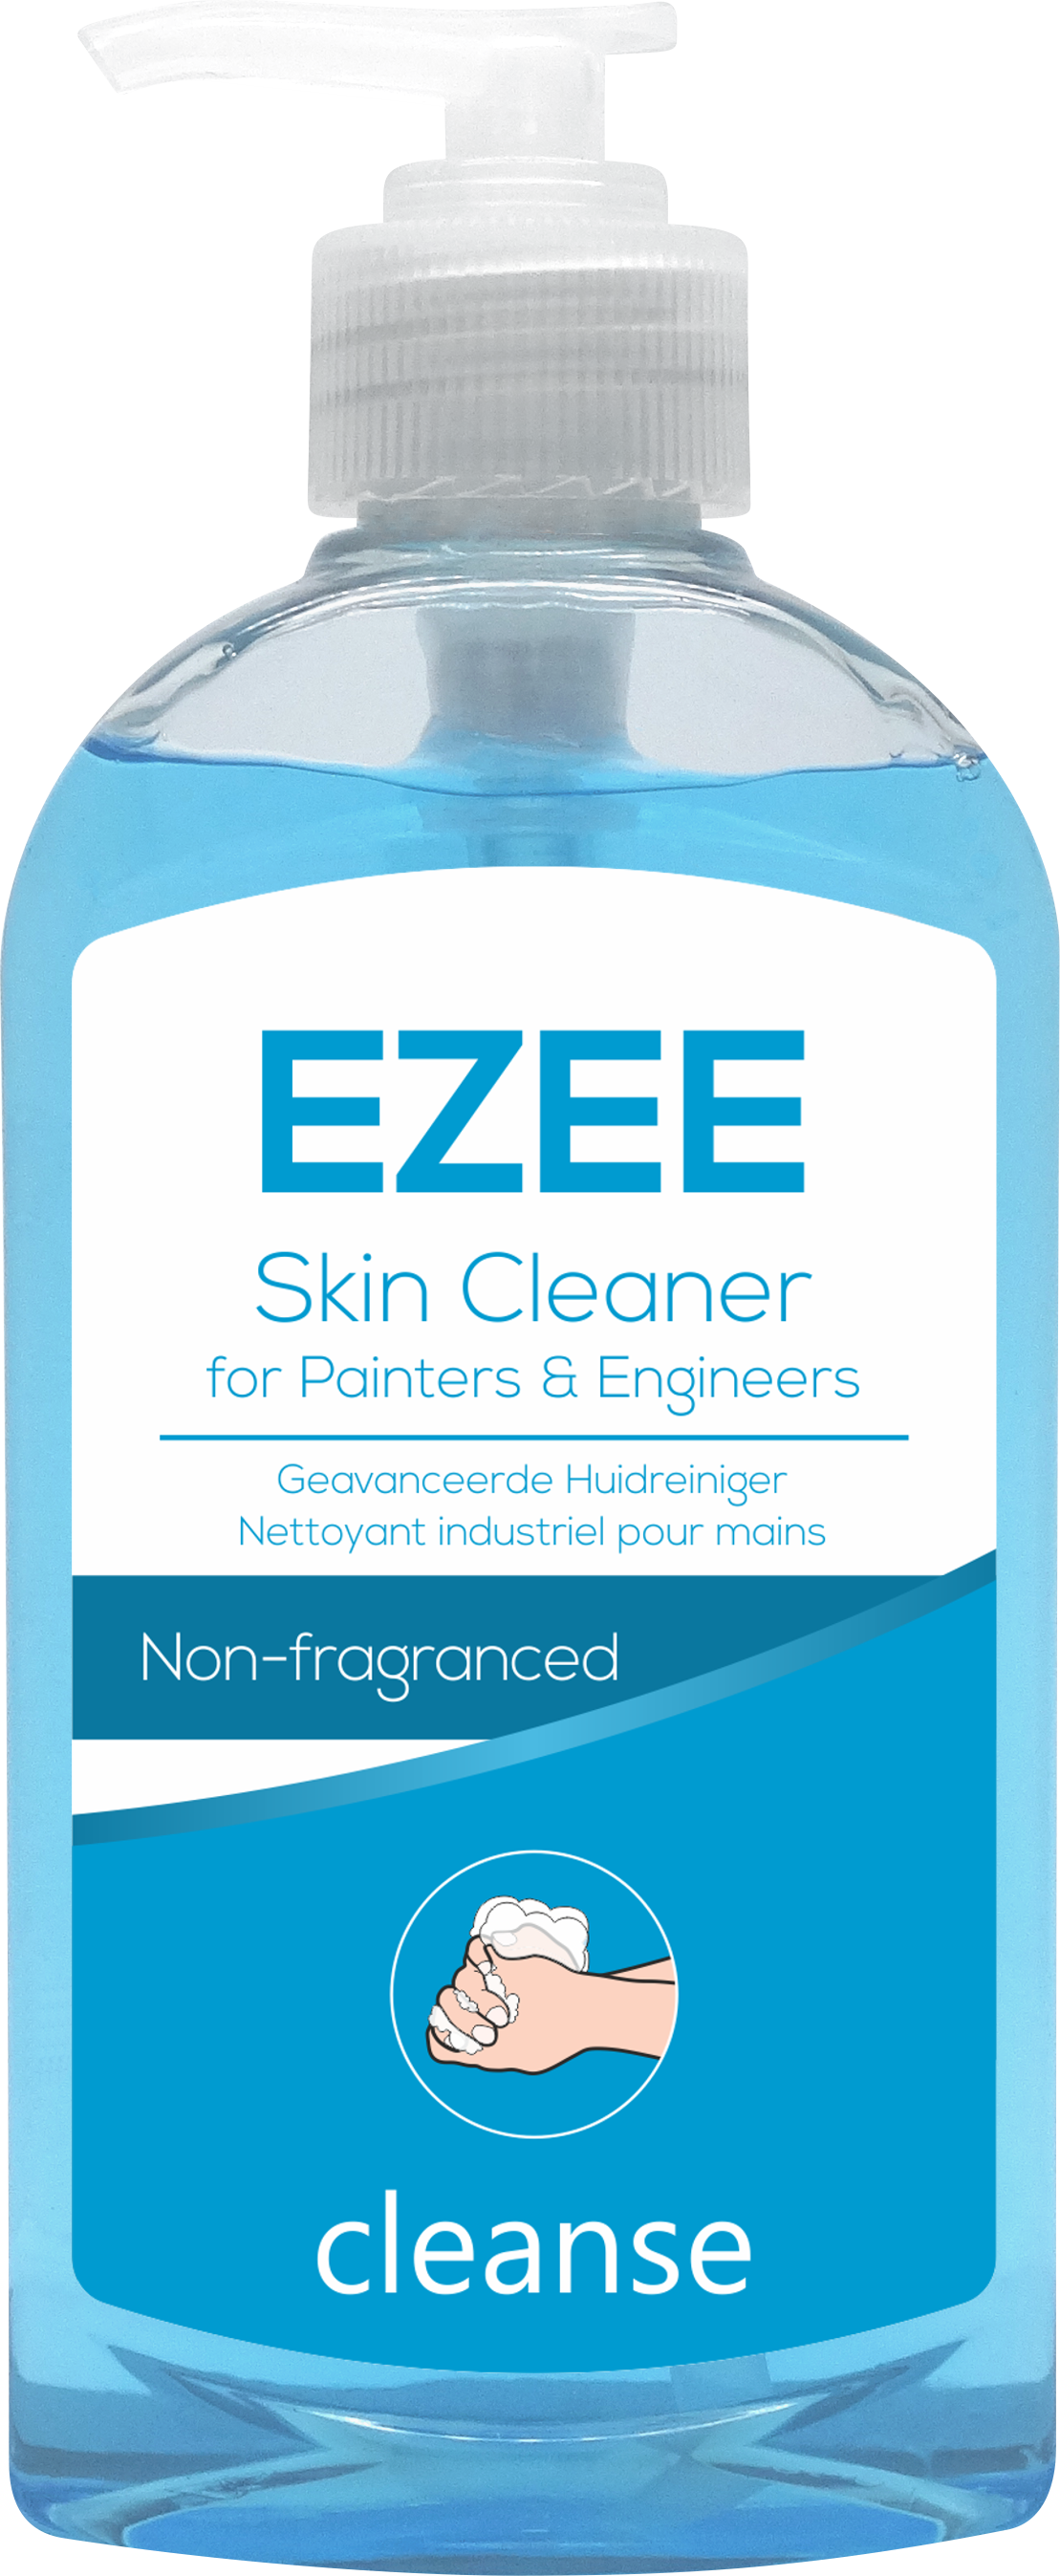 EZEE
Skin Cleaner
for Painters & Engineers
Geavanceerde Huidreiniger
Nettoyant industriel pour mains
Non-fragranced
cleanse